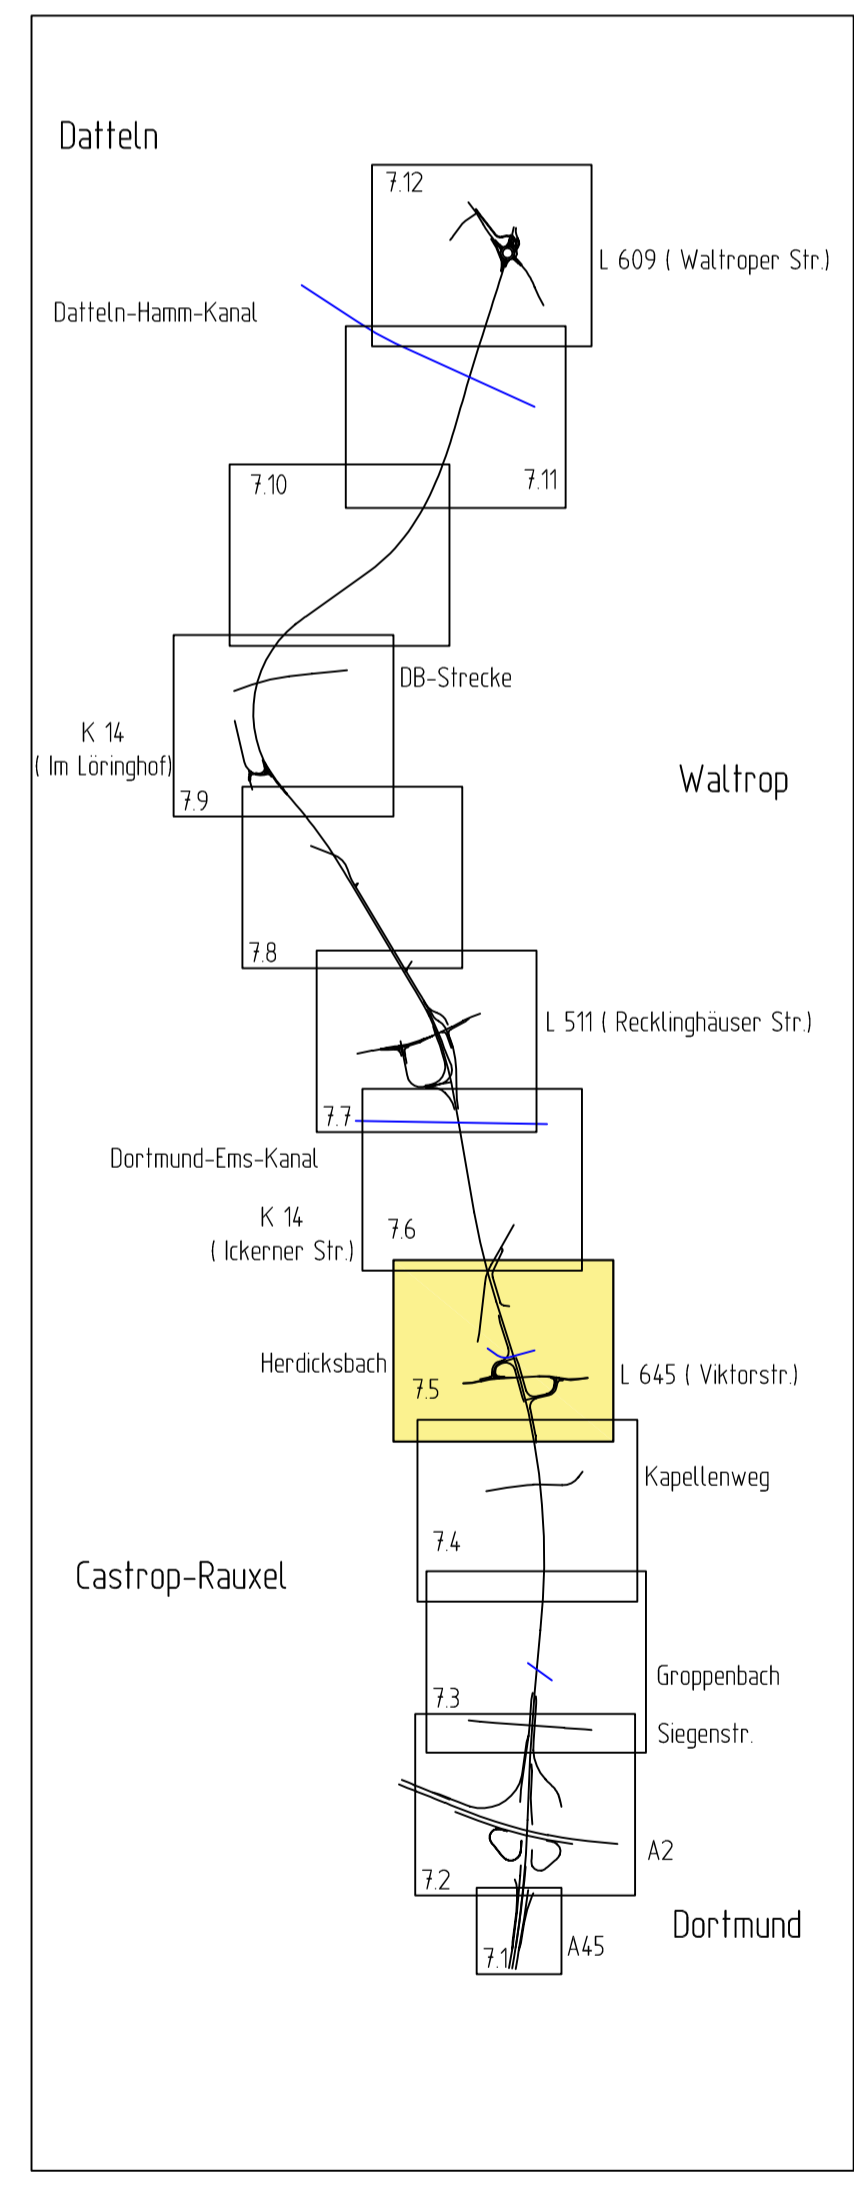 Datteln
7.12
L 609 ( Waltroper Str.)
Datteln-Hamm-Kanal
7.11
7.10
DB-Strecke
K 14
( Im Löringhof)
Waltrop
7.9
7.8
L 511 ( Recklinghäuser Str.)
7.7
Dortmund-Ems-Kanal
K 14
( Ickerner Str.)
7.6
Herdicksbach
L 645 ( Viktorstr.)
7.5
Kapellenweg
7.4
Castrop-Rauxel
Groppenbach
7.3
Siegenstr.
A2
7.2
Dortmund
A45
7.1